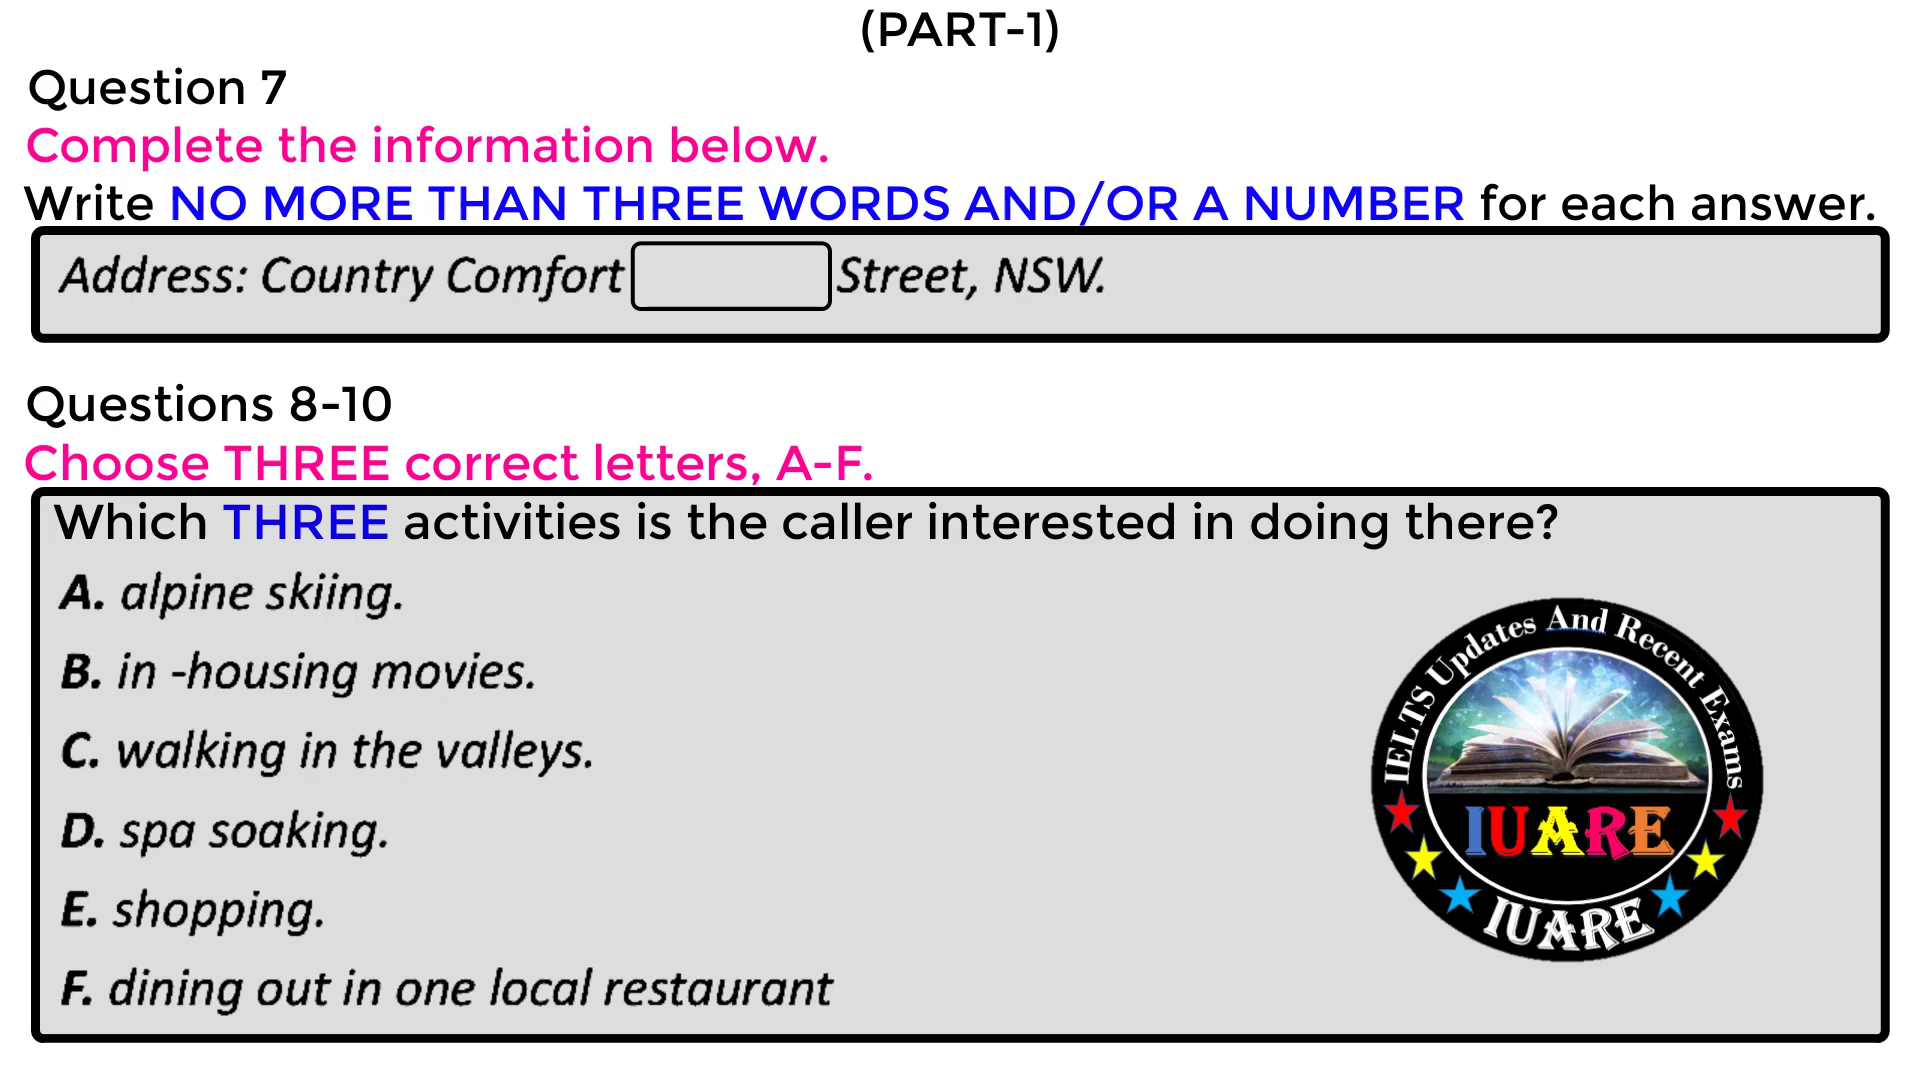 (PART-1)
Question 7
Complete the information below.
Write NO MORE THAN THREE WORDS AND/OR A NUMBER for each answer.
Address: Country Comfort Street, NSW.
Questions 8-10
Choose THREE correct letters, A-F.
Which THREE activities is the caller interested in doing there?
A. alpine skiing.
B. in -housing movies.
C. walking in the valleys.
D. spa soaking.
E. shopping.
F. dining out in one local restaurant
IELTS Updates And Recent Exams
IUARE
IUARE